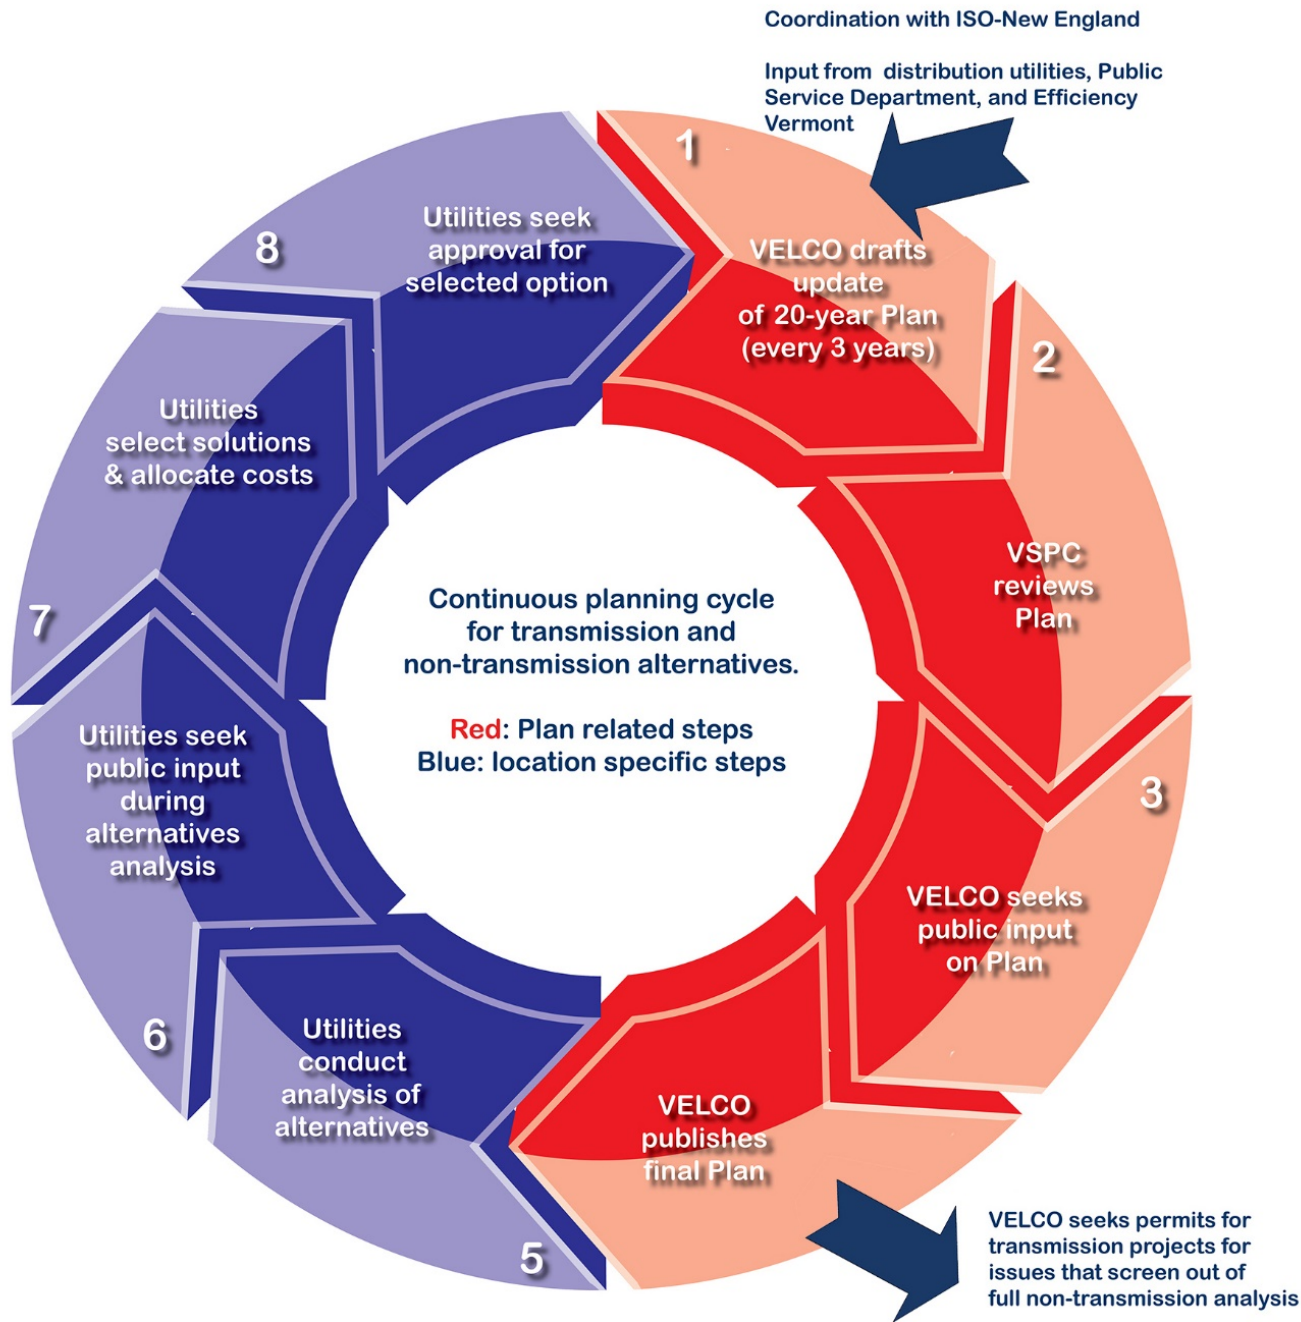 Coordination with ISO-New England
Input from distribution utilities, Public
Service Department, and Efficiency
Vermont
1
VELCO drafts
update
of 20-year Plan
(every 3 years)
2
VSPC
reviews
Plan
3
VELCO seeks
public input
on Plan
VELCO
publishes
final Plan
VELCO seeks permits for
transmission projects for
issues that screen out of
full non-transmission analysis
5
Utilities
conduct
analysis of
alternatives
6
Utilities seek
public input
during
alternatives
analysis
7
Utilities
select solutions
& allocate costs
8
Utilities seek
approval for
selected option
Continuous planning cycle
for transmission and
non-transmission alternatives.
Red: Plan related steps
Blue: location specific steps